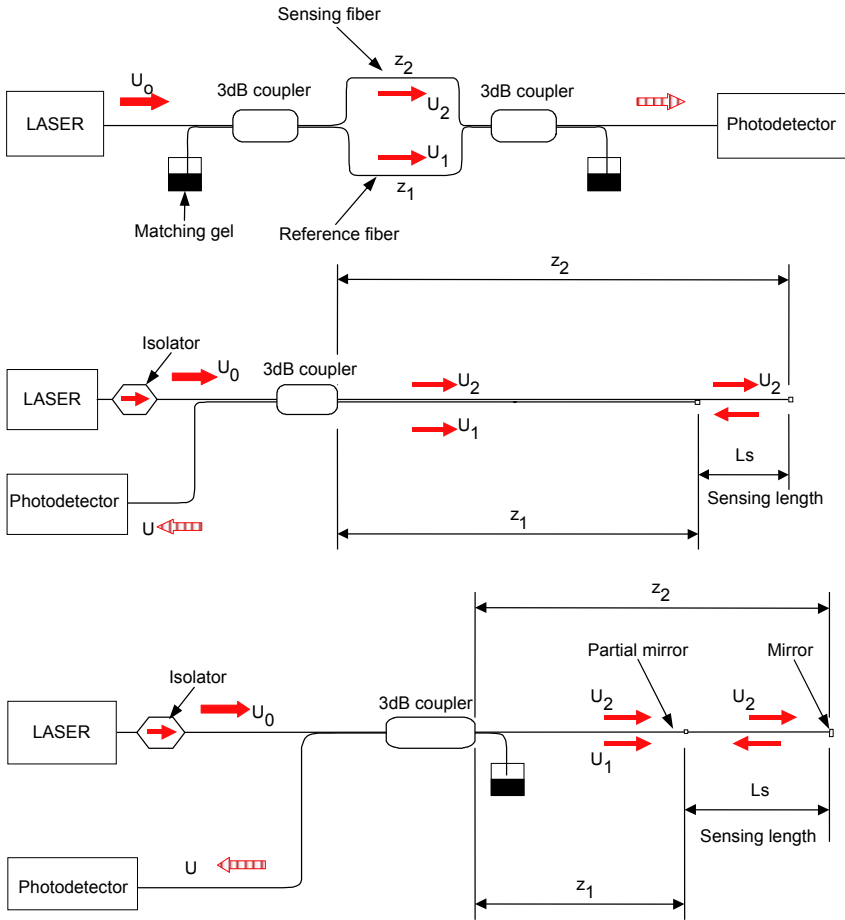 Sensing fiber
U₀
3dB coupler
z₂
3dB coupler
LASER
U₂
Photodetector
U₁
z₁
Matching gel
Reference fiber
z₂
Isolator
U₀
3dB coupler
LASER
U₂
U₂
U₁
Ls
Photodetector
Sensing length
U
z₁
z₂
Partial mirror
Mirror
Isolator
U₀
3dB coupler
U₂
U₂
LASER
U₁
Ls
Sensing length
U
z₁
Photodetector